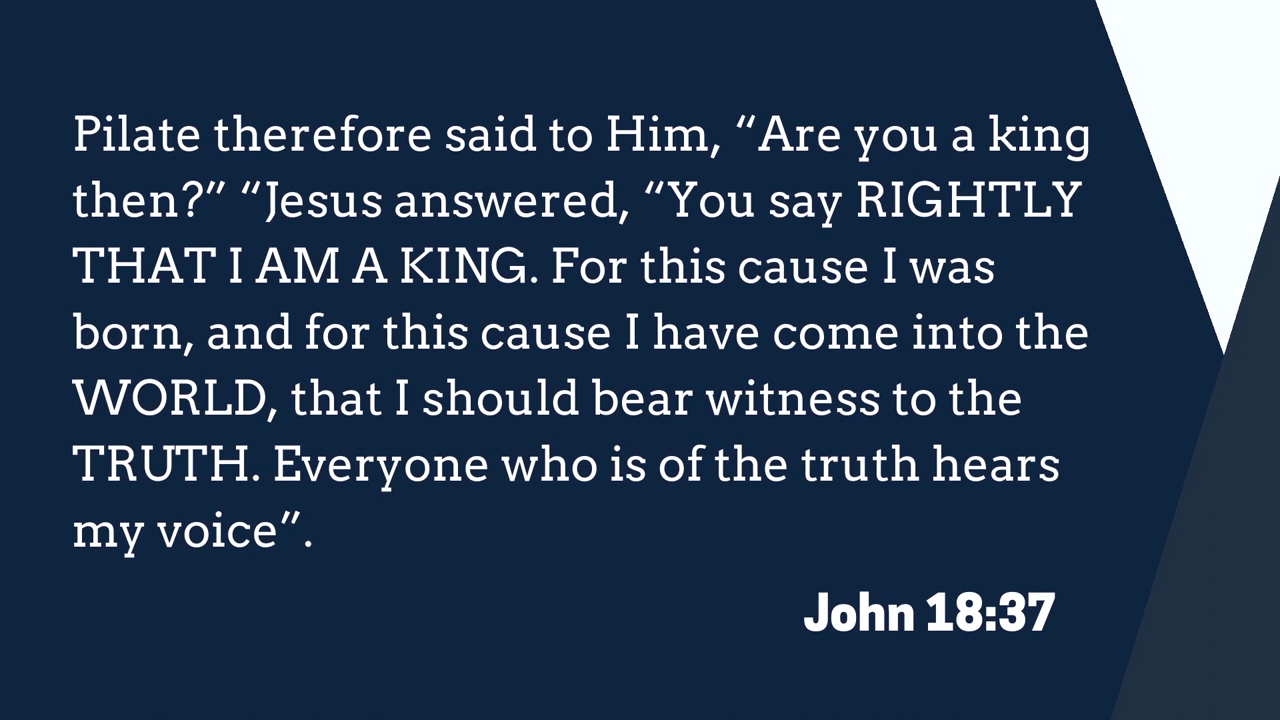 Pilate therefore said to Him, “Are you a king
then?” “Jesus answered, “You say RIGHTLY
THAT I AM A KING. For this cause I was
born, and for this cause I have come into the
WORLD, that I should bear witness to the
TRUTH. Everyone who is of the truth hears
my voice”.
John 18:37